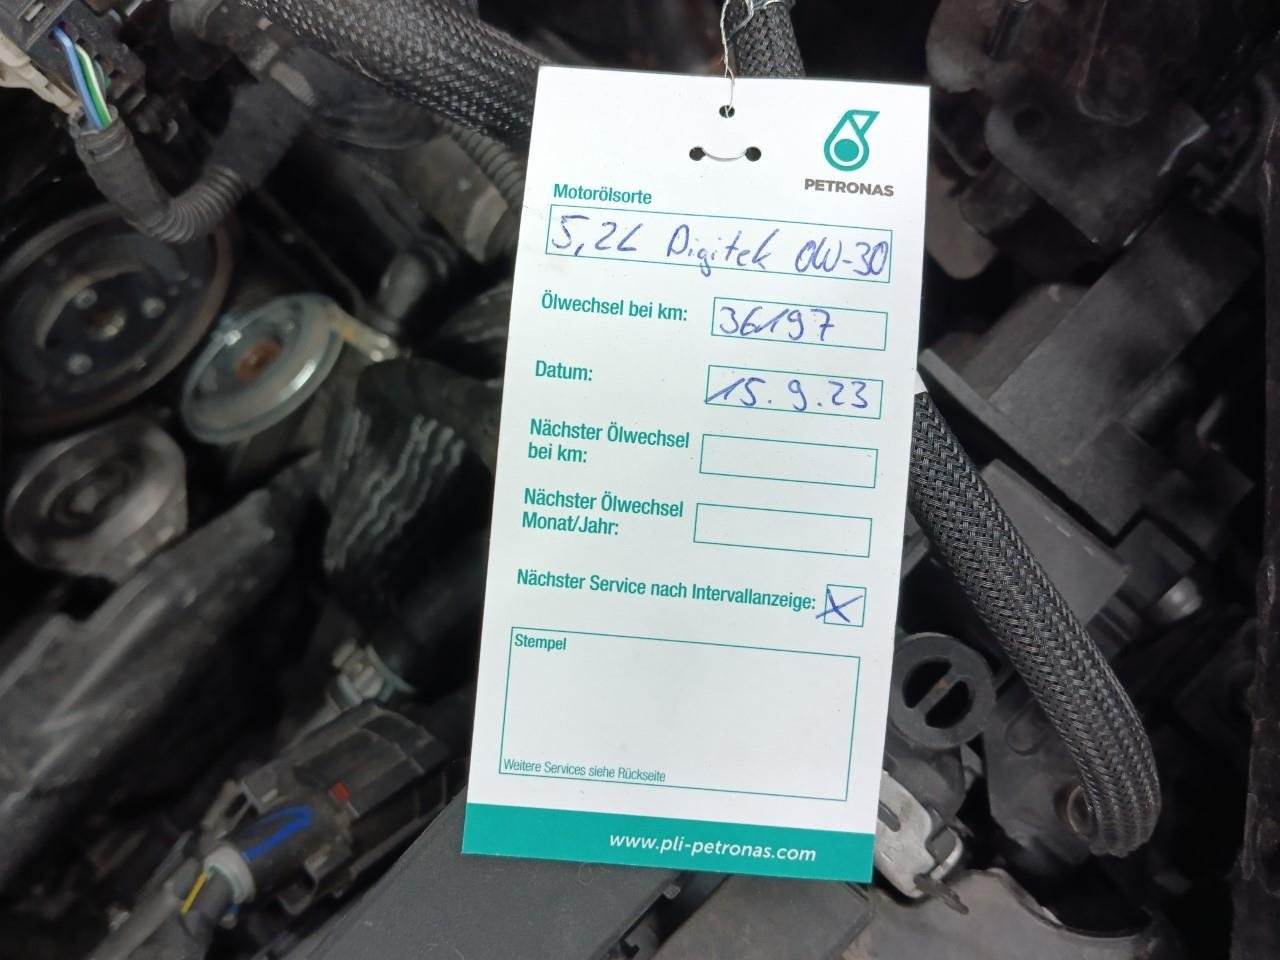 PETRONAS
Motorölsorte
5,2L Digitek 0W-30
Ölwechsel bei km: 36197
Datum: 15.9.23
Nächster Ölwechsel
bei km:
Nächster Ölwechsel
Monat/Jahr:
Nächster Service nach Intervallanzeige: X
Stempel
Weitere Services siehe Rückseite
www.pli-petronas.com